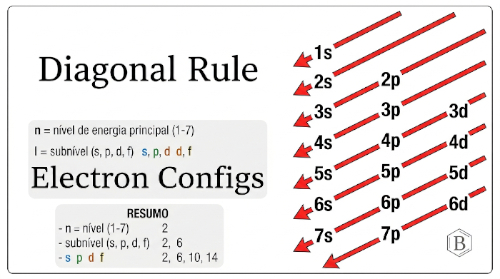 Diagonal Rule
n = nível de energia principal (1-7)
l = subnível (s, p, d, f) s, p, d d, f
Electron Configs
RESUMO
- n = nível (1-7) 2
- subnível (s, p, d, f) 2, 6
- s p d f 2, 6, 10, 14
1s
2s 2p
3s 3p 3d
4s 4p 4d
5s 5p 5d
6s 6p 6d
7s 7p
B